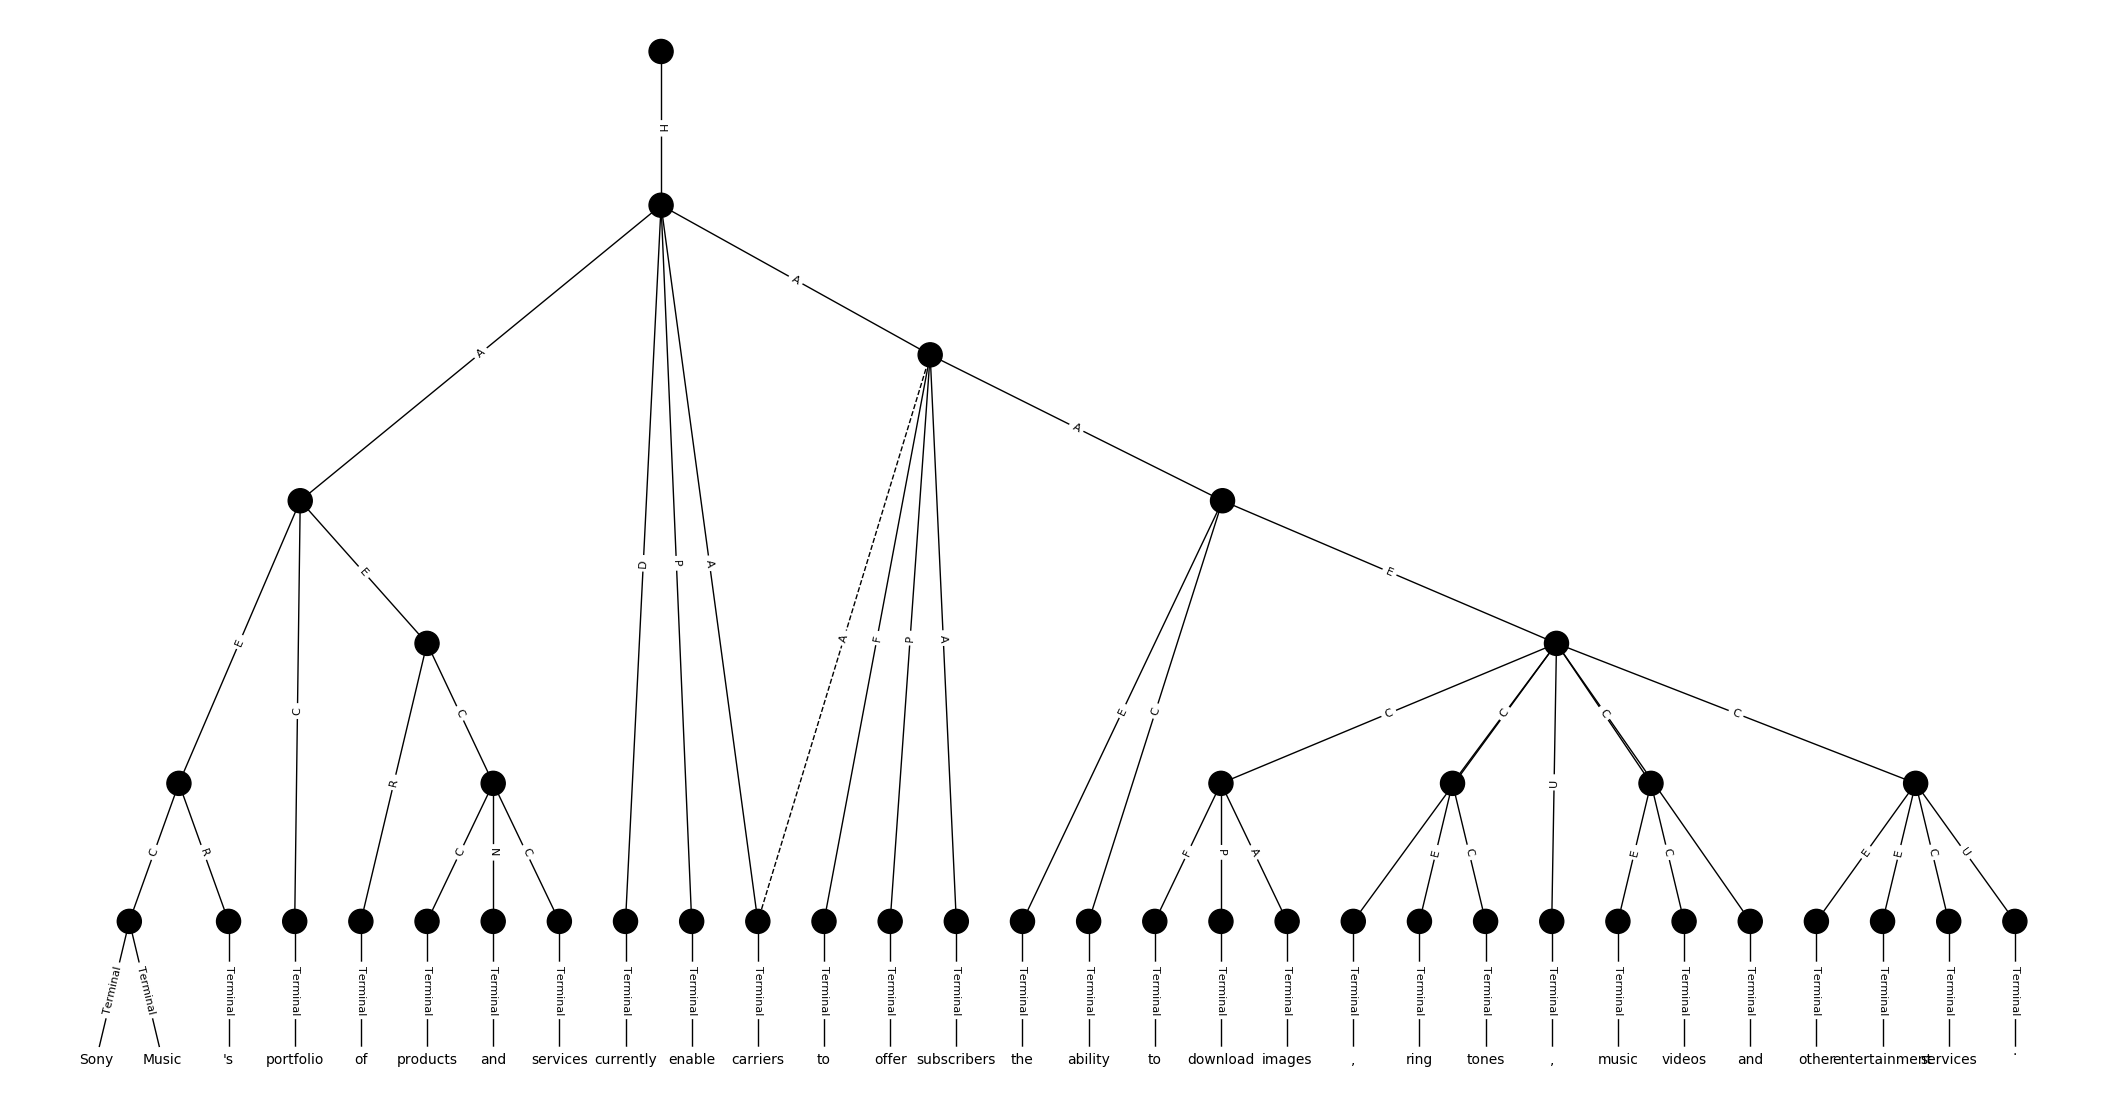 H
A
A
A
E
E
D
P
A
A
F
P
A
E
C
C
R
C
C
C
U
C
C
C
R
C
N
C
F
P
A
E
C
E
C
E
E
C
U
Terminal Terminal Terminal Terminal Terminal Terminal Terminal Terminal Terminal Terminal Terminal Terminal Terminal Terminal Terminal Terminal Terminal Terminal Terminal Terminal Terminal Terminal Terminal Terminal Terminal Terminal Terminal Terminal Terminal Terminal
Sony Music 's portfolio of products and services currently enable carriers to offer subscribers the ability to download images , ring tones , music videos and other entertainment services .